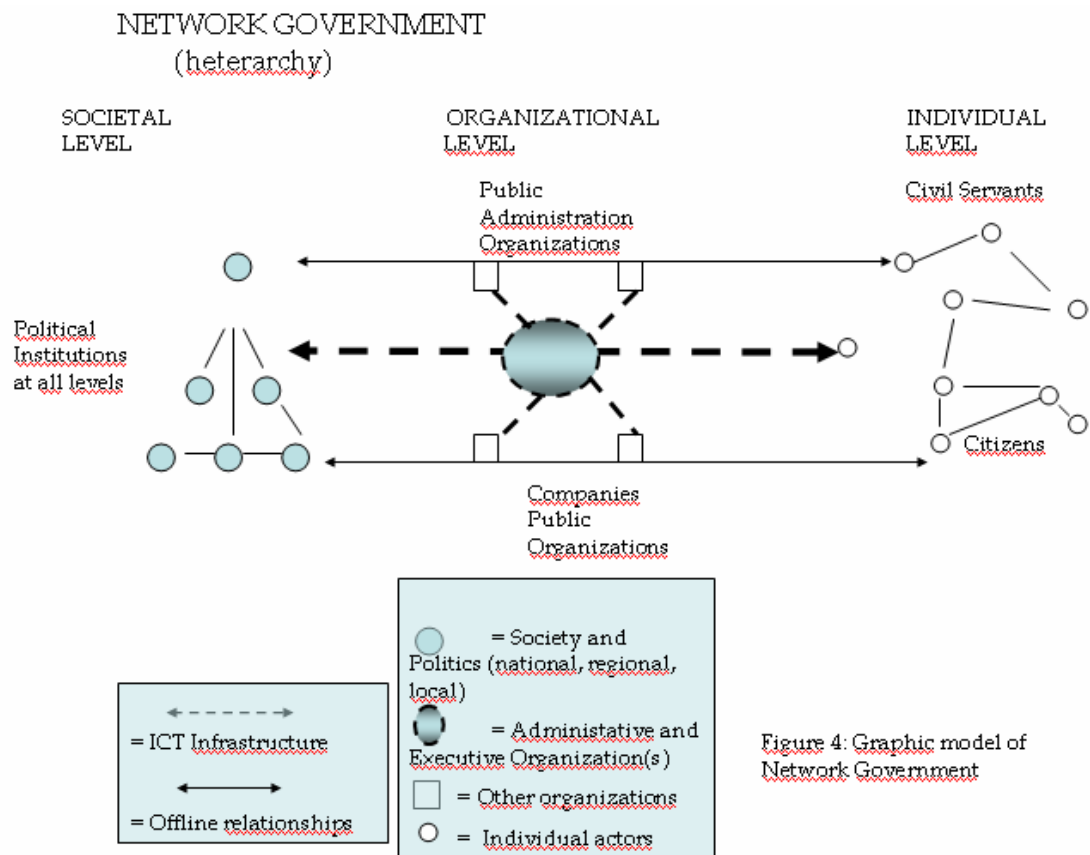 NETWORK GOVERNMENT
(heterarchy)
SOCIETAL
LEVEL
ORGANIZATIONAL
LEVEL
INDIVIDUAL
LEVEL
Public
Administration
Organizations
Civil Servants
Political
Institutions
at all levels
Citizens
Companies
Public
Organizations
= ICT Infrastructure
= Offline relationships
= Society and
Politics (national, regional,
local)
= Administative and
Executive Organization(s)
= Other organizations
= Individual actors
Figure 4: Graphic model of
Network Government